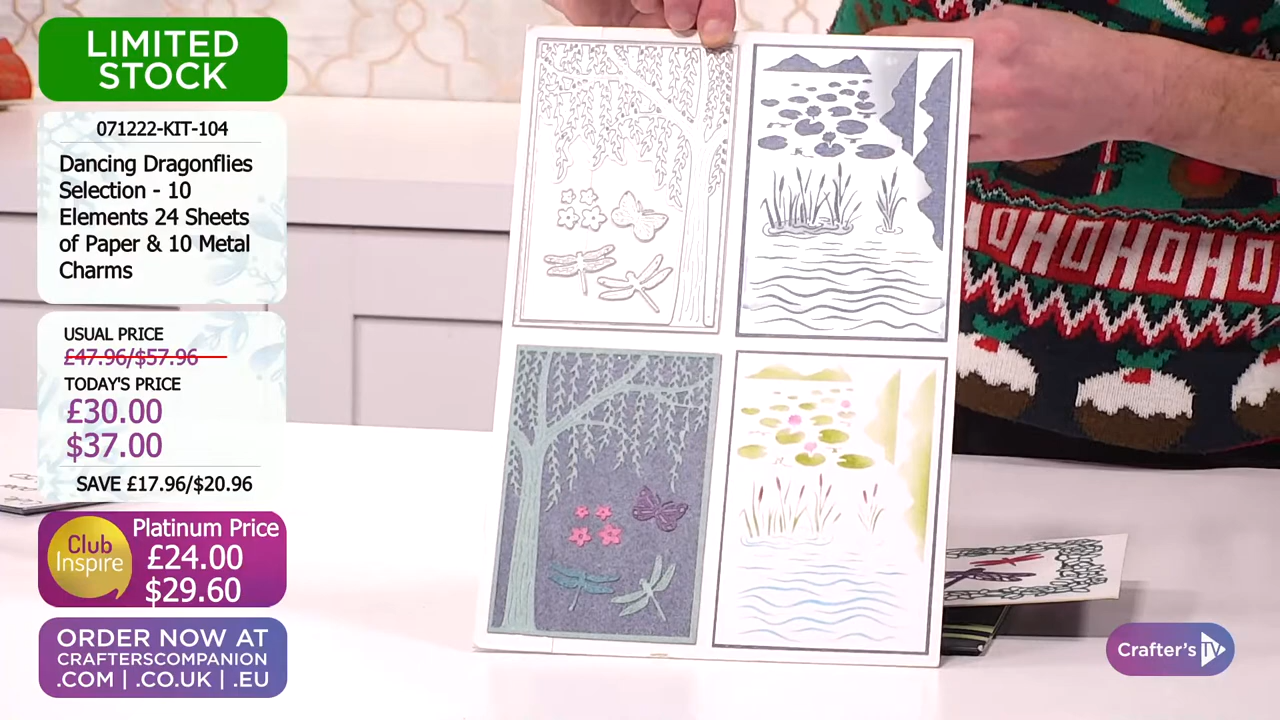 LIMITED
STOCK
071222-KIT-104
Dancing Dragonflies
Selection - 10
Elements 24 Sheets
of Paper & 10 Metal
Charms
USUAL PRICE
£47.96/$57.96
TODAY'S PRICE
£30.00
$37.00
SAVE £17.96/$20.96
Club
Inspire
Platinum Price
£24.00
$29.60
ORDER NOW AT
CRAFTERSCOMPANION
.COM | .CO.UK | .EU
HOHOHO
Crafter's TV